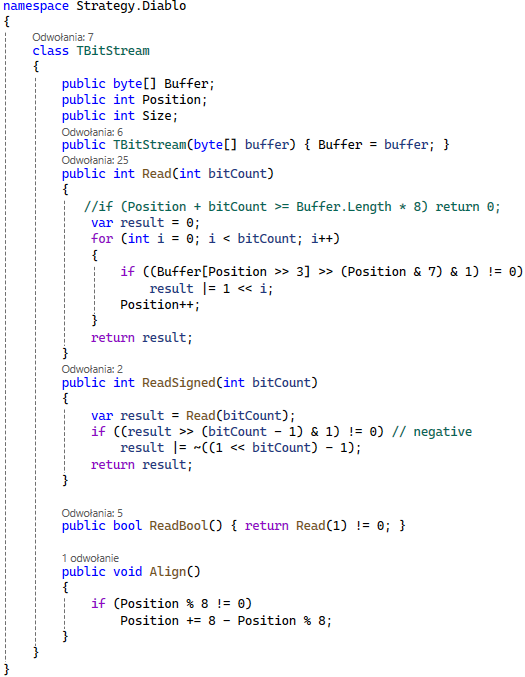 namespace Strategy.Diablo
{
Odwołania: 7
class TBitStream
{
public byte[] Buffer;
public int Position;
public int Size;
Odwołania: 6
public TBitStream(byte[] buffer) { Buffer = buffer; }
Odwołania: 25
public int Read(int bitCount)
{
//if (Position + bitCount >= Buffer.Length * 8) return 0;
var result = 0;
for (int i = 0; i < bitCount; i++)
{
if ((Buffer[Position >> 3] >> (Position & 7) & 1) != 0)
result |= 1 << i;
Position++;
}
return result;
}
Odwołania: 2
public int ReadSigned(int bitCount)
{
var result = Read(bitCount);
if ((result >> (bitCount - 1) & 1) != 0) // negative
result |= ~((1 << bitCount) - 1);
return result;
}
Odwołania: 5
public bool ReadBool() { return Read(1) != 0; }
1 odwołanie
public void Align()
{
if (Position % 8 != 0)
Position += 8 - Position % 8;
}
}
}